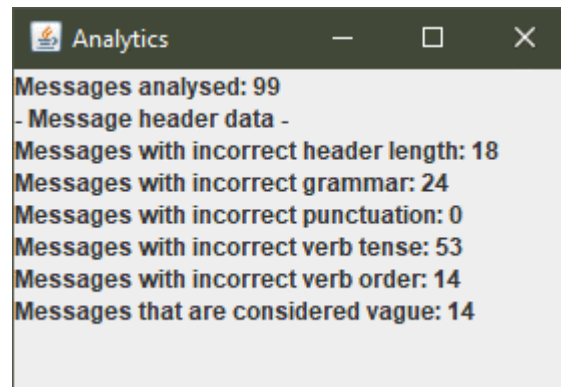 Analytics
Messages analysed: 99
- Message header data -
Messages with incorrect header length: 18
Messages with incorrect grammar: 24
Messages with incorrect punctuation: 0
Messages with incorrect verb tense: 53
Messages with incorrect verb order: 14
Messages that are considered vague: 14